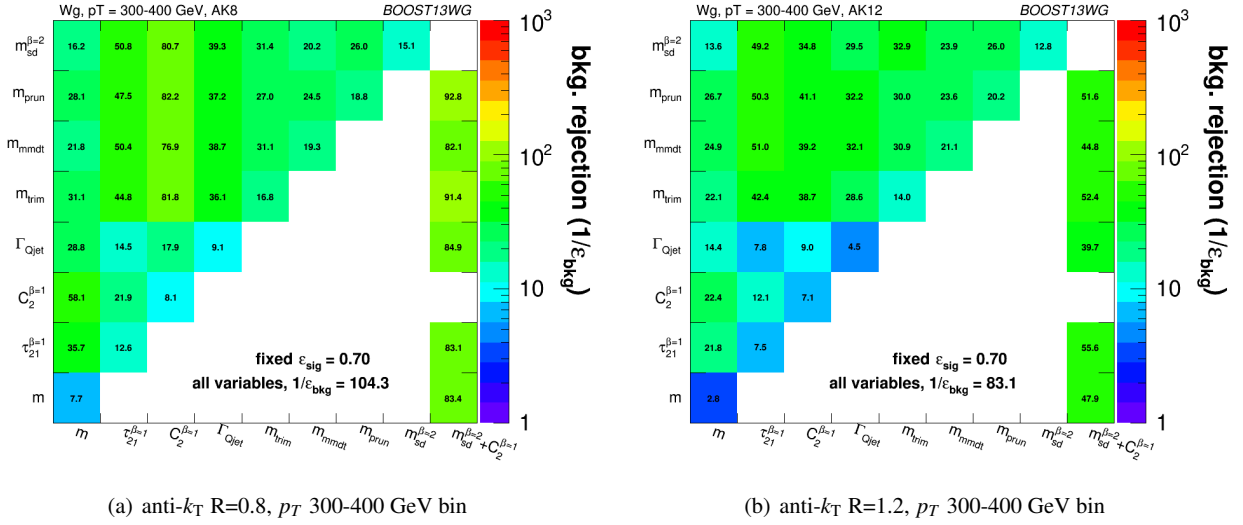 Wg, pT = 300-400 GeV, AK8 BOOST13WG
m_sd^β=2 16.2 50.8 80.7 39.3 31.4 20.2 26.0 15.1
m_prun 28.1 47.5 82.2 37.2 27.0 24.5 18.8 92.8
m_mmdt 21.8 50.4 76.9 38.7 31.1 19.3 82.1
m_trim 31.1 44.8 81.8 36.1 16.8 91.4
Γ_Qjet 28.8 14.5 17.9 9.1 84.9
C_2^β=1 58.1 21.9 8.1
τ_21^β=1 35.7 12.6 83.1
fixed ε_sig = 0.70
all variables, 1/ε_bkg = 104.3
m 7.7 83.4
m τ_21^β=1 C_2^β=1 Γ_Qjet m_trim m_mmdt m_prun m_sd^β=2 m_sd^β=2+C_2^β=1
10^3
10^2
10
1
bkg. rejection (1/ε_bkg)
(a) anti-k_T R=0.8, p_T 300-400 GeV bin
Wg, pT = 300-400 GeV, AK12 BOOST13WG
m_sd^β=2 13.6 49.2 34.8 29.5 32.9 23.9 26.0 12.8
m_prun 26.7 50.3 41.1 32.2 30.0 23.6 20.2 51.6
m_mmdt 24.9 51.0 39.2 32.1 30.9 21.1 44.8
m_trim 22.1 42.4 38.7 28.6 14.0 52.4
Γ_Qjet 14.4 7.8 9.0 4.5 39.7
C_2^β=1 22.4 12.1 7.1
τ_21^β=1 21.8 7.5 55.6
fixed ε_sig = 0.70
all variables, 1/ε_bkg = 83.1
m 2.8 47.9
m τ_21^β=1 C_2^β=1 Γ_Qjet m_trim m_mmdt m_prun m_sd^β=2 m_sd^β=2+C_2^β=1
10^3
10^2
10
1
bkg. rejection (1/ε_bkg)
(b) anti-k_T R=1.2, p_T 300-400 GeV bin